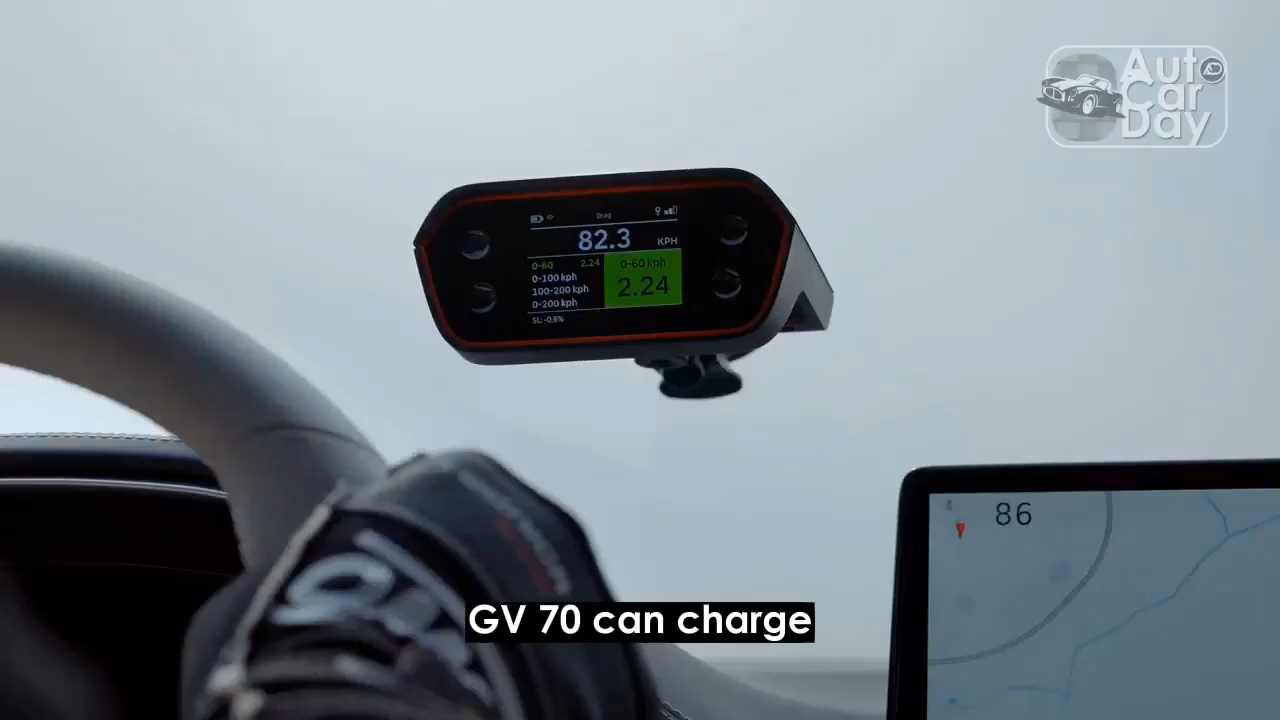 Aut
Car
Day
Drag
82.3 KPH
0-60 2.24
0-100 kph
100-200 kph
0-200 kph
SL: -0.6%
0-60 kph
2.24
86
GV 70 can charge